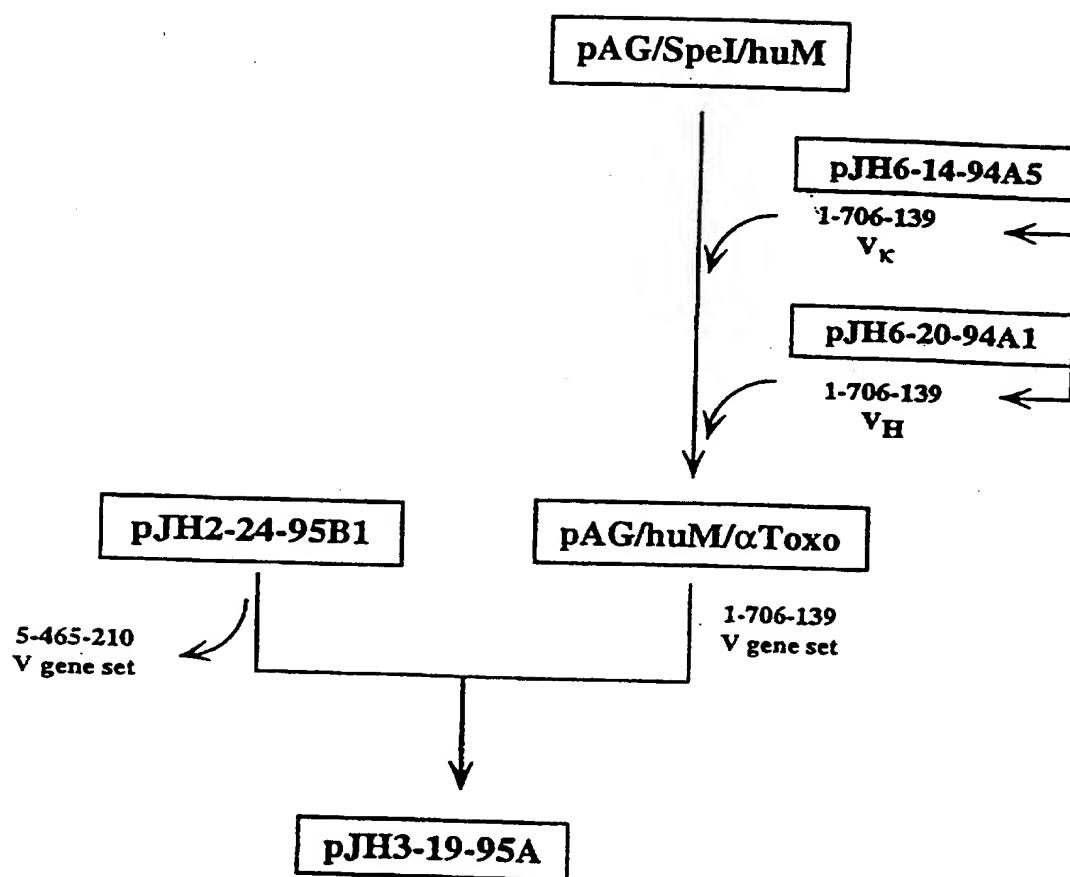 pAG/SpeI/huM
pJH6-14-94A5
1-706-139
Vκ
pJH6-20-94A1
1-706-139
VH
pJH2-24-95B1
pAG/huM/αToxo
5-465-210
V gene set
1-706-139
V gene set
pJH3-19-95A